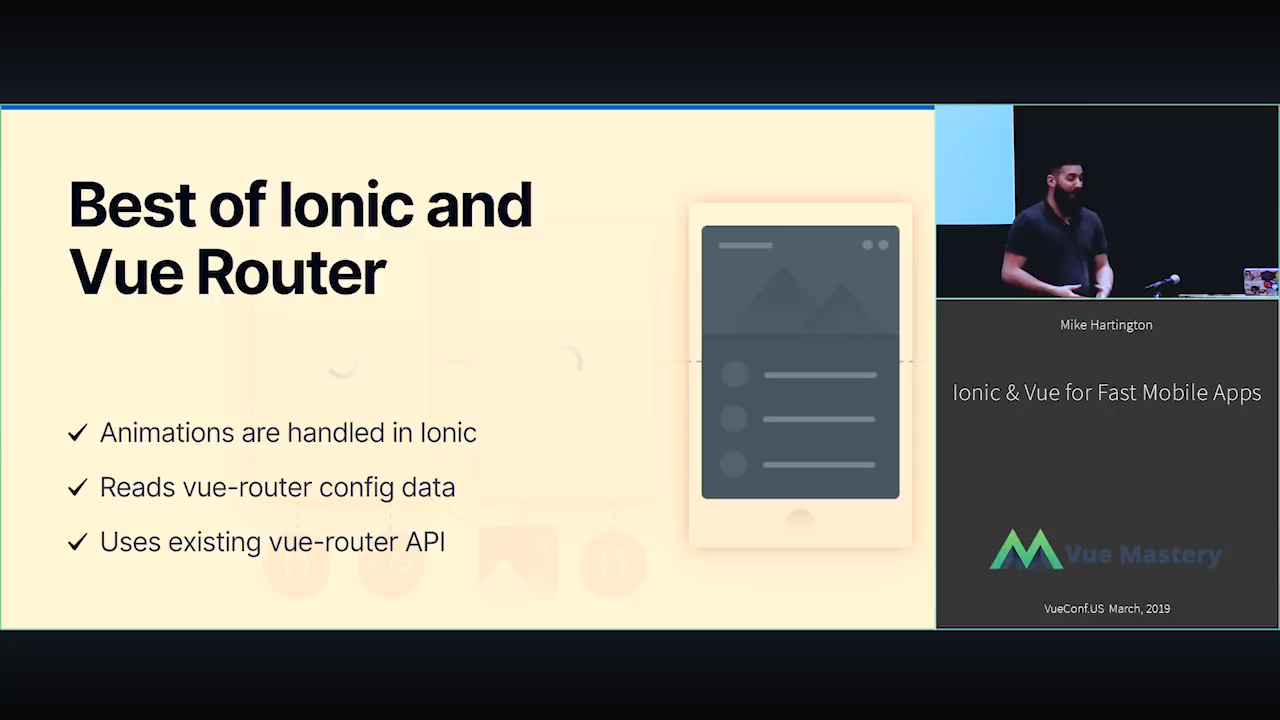 Best of Ionic and
Vue Router
✓ Animations are handled in Ionic
✓ Reads vue-router config data
✓ Uses existing vue-router API
Mike Hartington
Ionic & Vue for Fast Mobile Apps
Vue Mastery
VueConf.US March, 2019